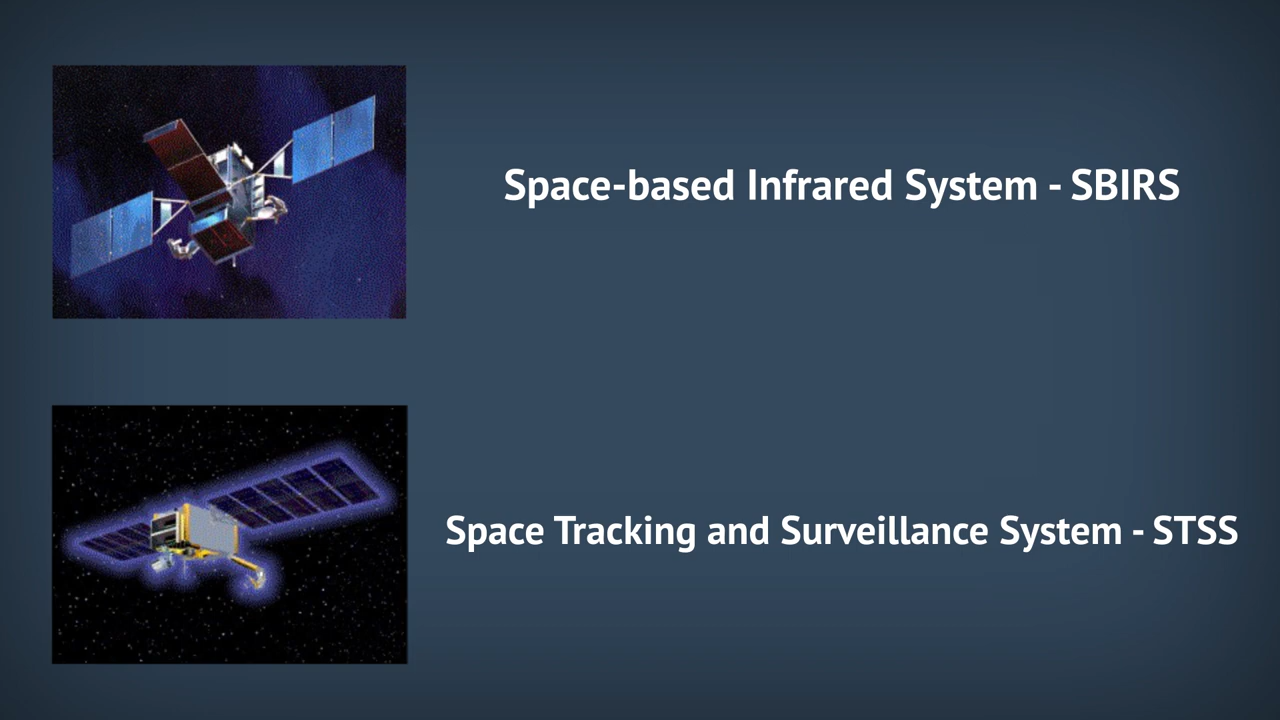 Space-based Infrared System - SBIRS
Space Tracking and Surveillance System - STSS